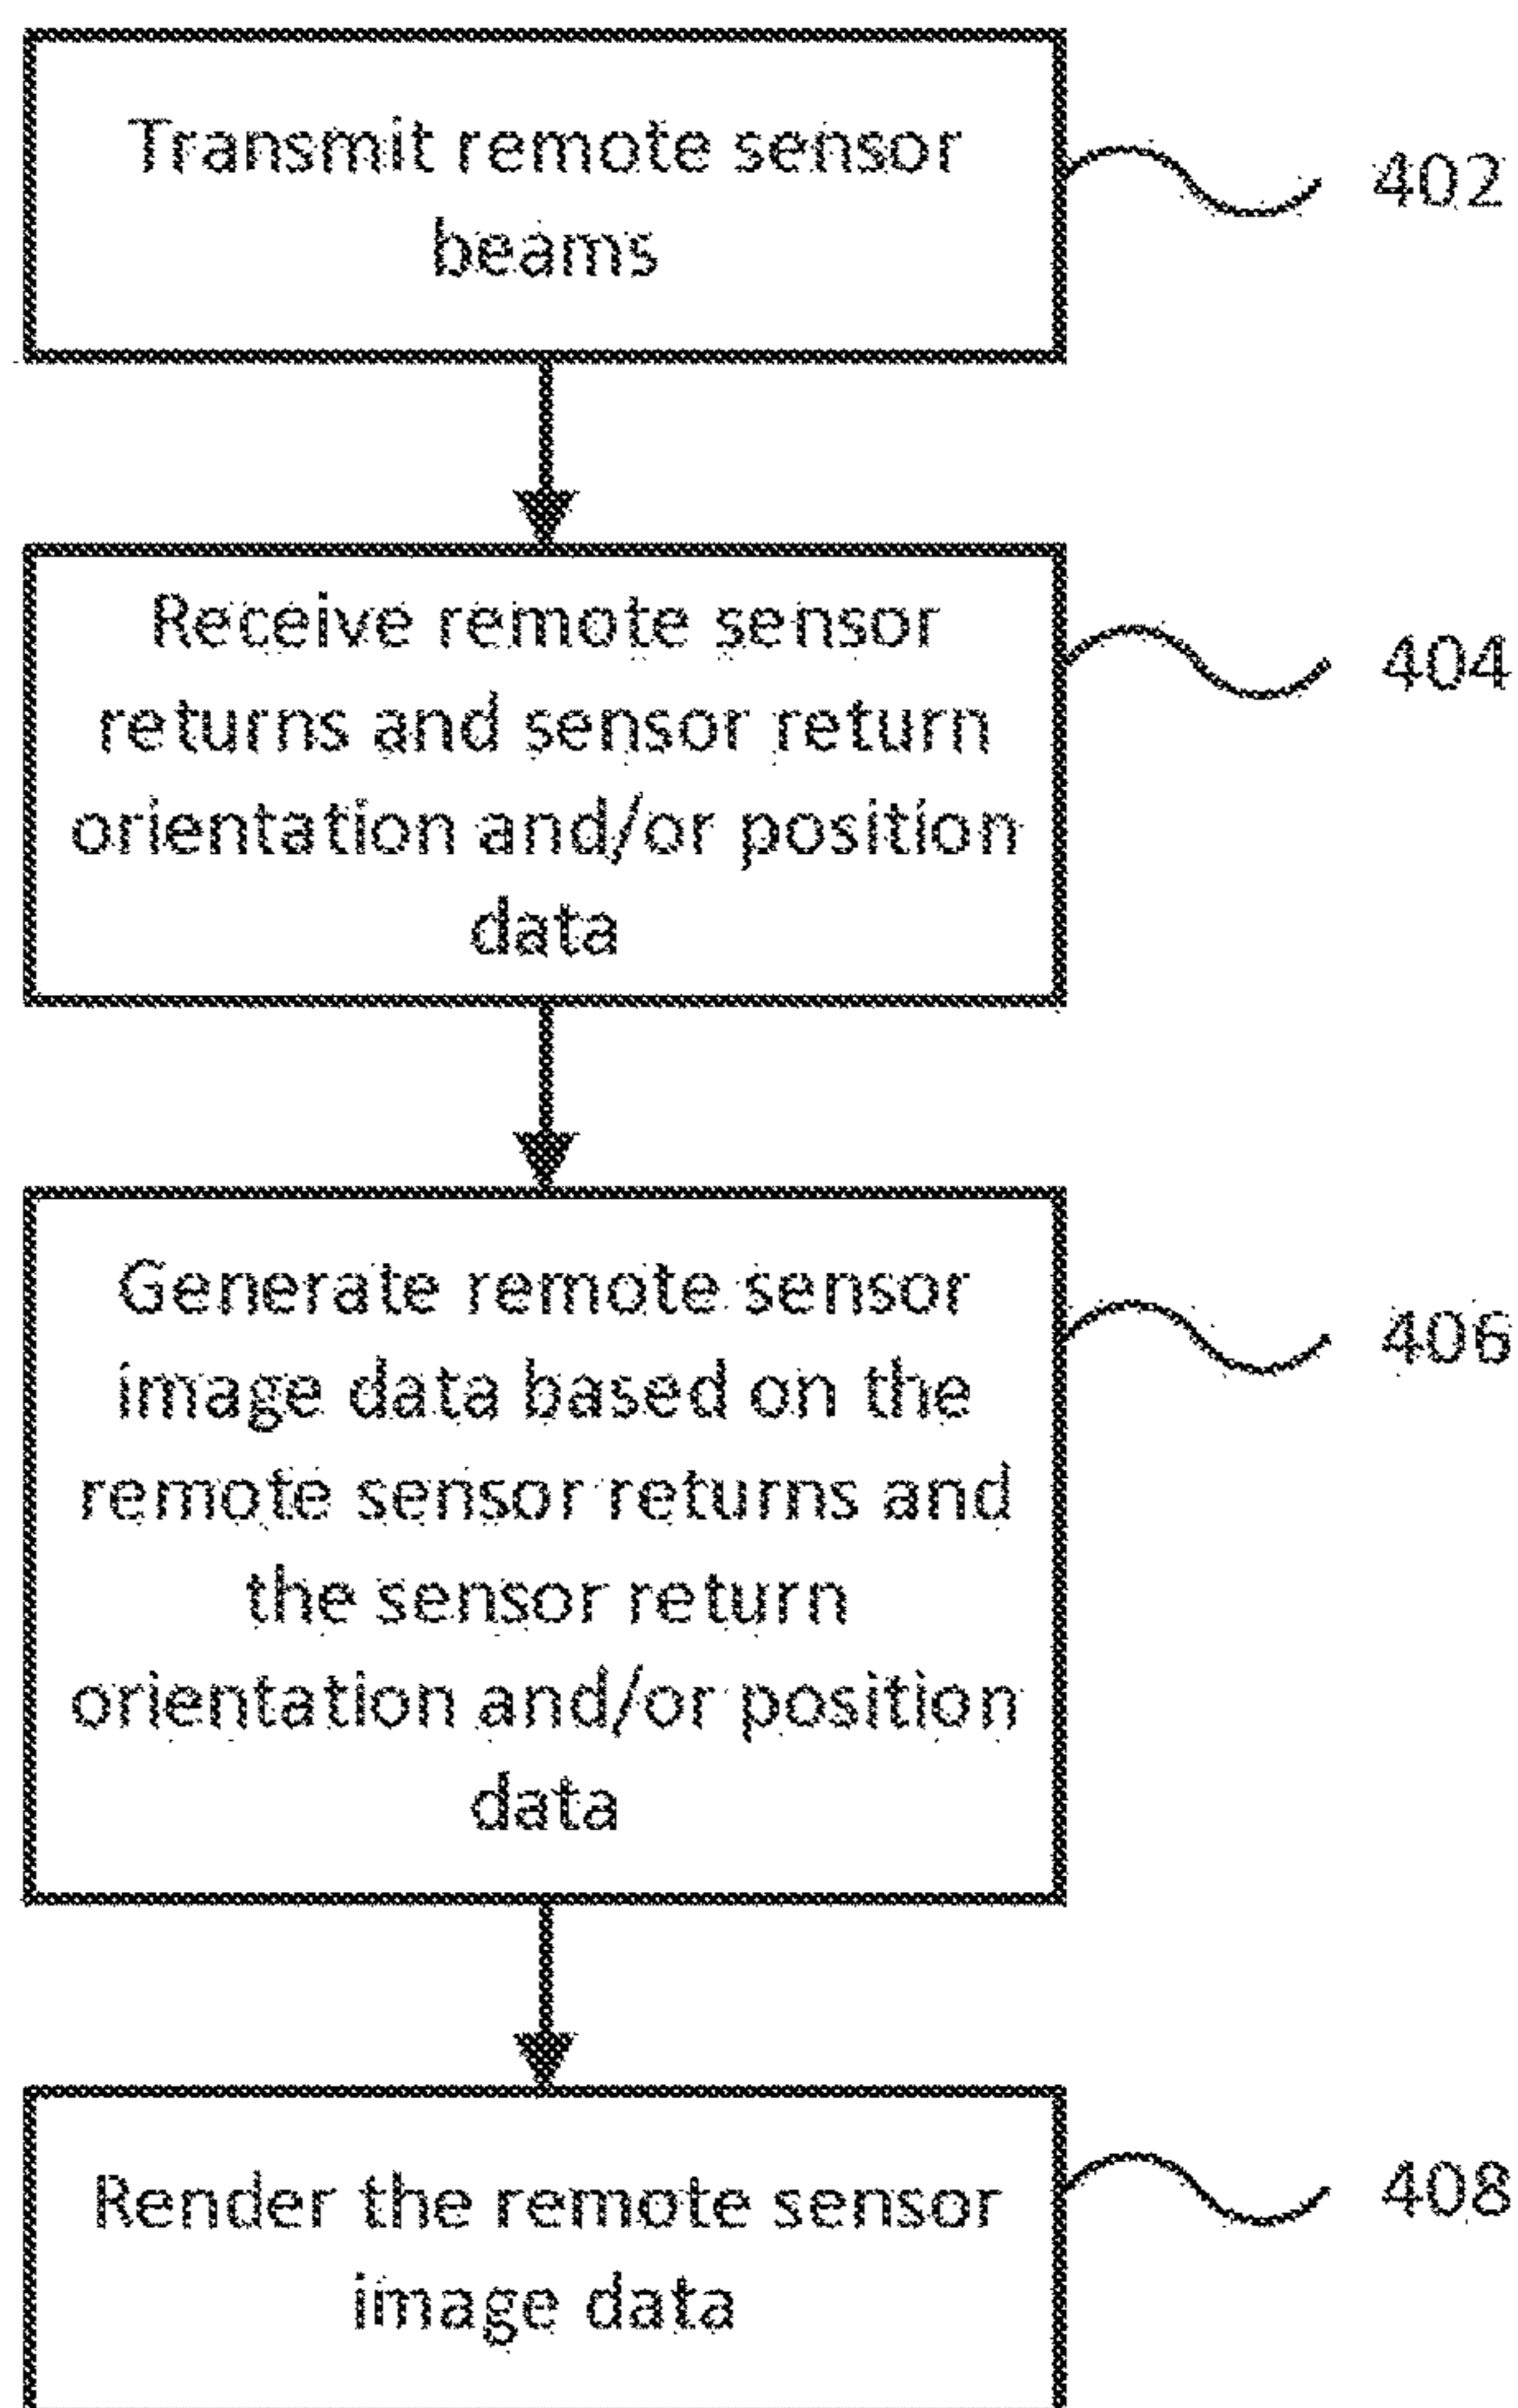 Transmit remote sensor
beams
402
Receive remote sensor
returns and sensor return
orientation and/or position
data
404
Generate remote sensor
image data based on the
remote sensor returns and
the sensor return
orientation and/or position
data
406
Render the remote sensor
image data
408